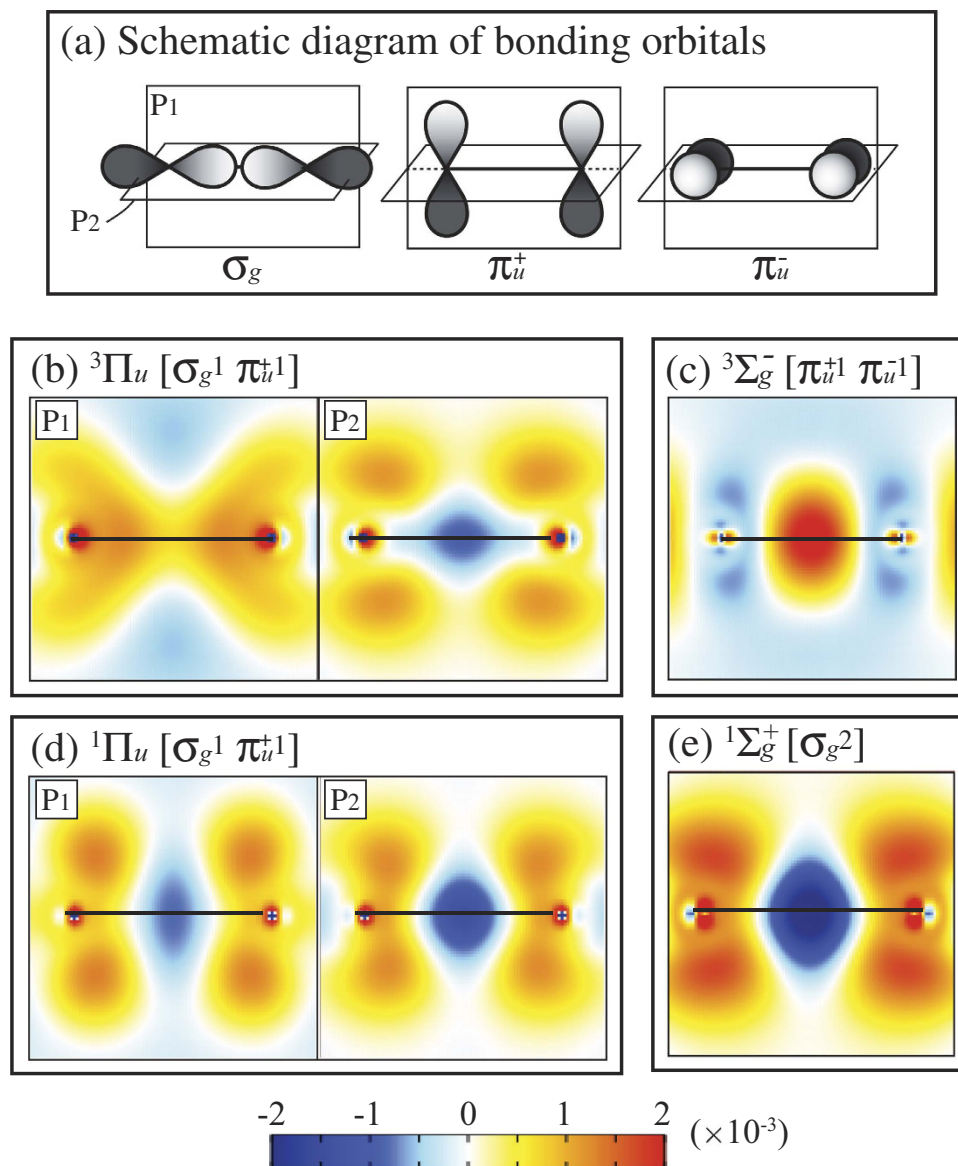 (a) Schematic diagram of bonding orbitals
P1
P2
σg
πu+
πu-
(b) ³Πu [σg1 πu+1]
P1 P2
(c) ³Σg- [πu+1 πu-1]
(d) ¹Πu [σg1 πu+1]
P1 P2
(e) ¹Σg+ [σg2]
-2 -1 0 1 2 (×10⁻³)